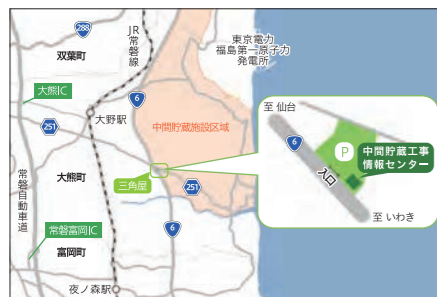 288
双葉町
JR
常磐線
東京電力
福島第一原子力
発電所
大熊IC
6
大野駅
中間貯蔵施設区域
251
至 仙台
6
P
中間貯蔵工事
情報センター
入口
至 いわき
大熊町
三角屋
251
常磐自動車道
常磐富岡IC
6
富岡町
夜ノ森駅